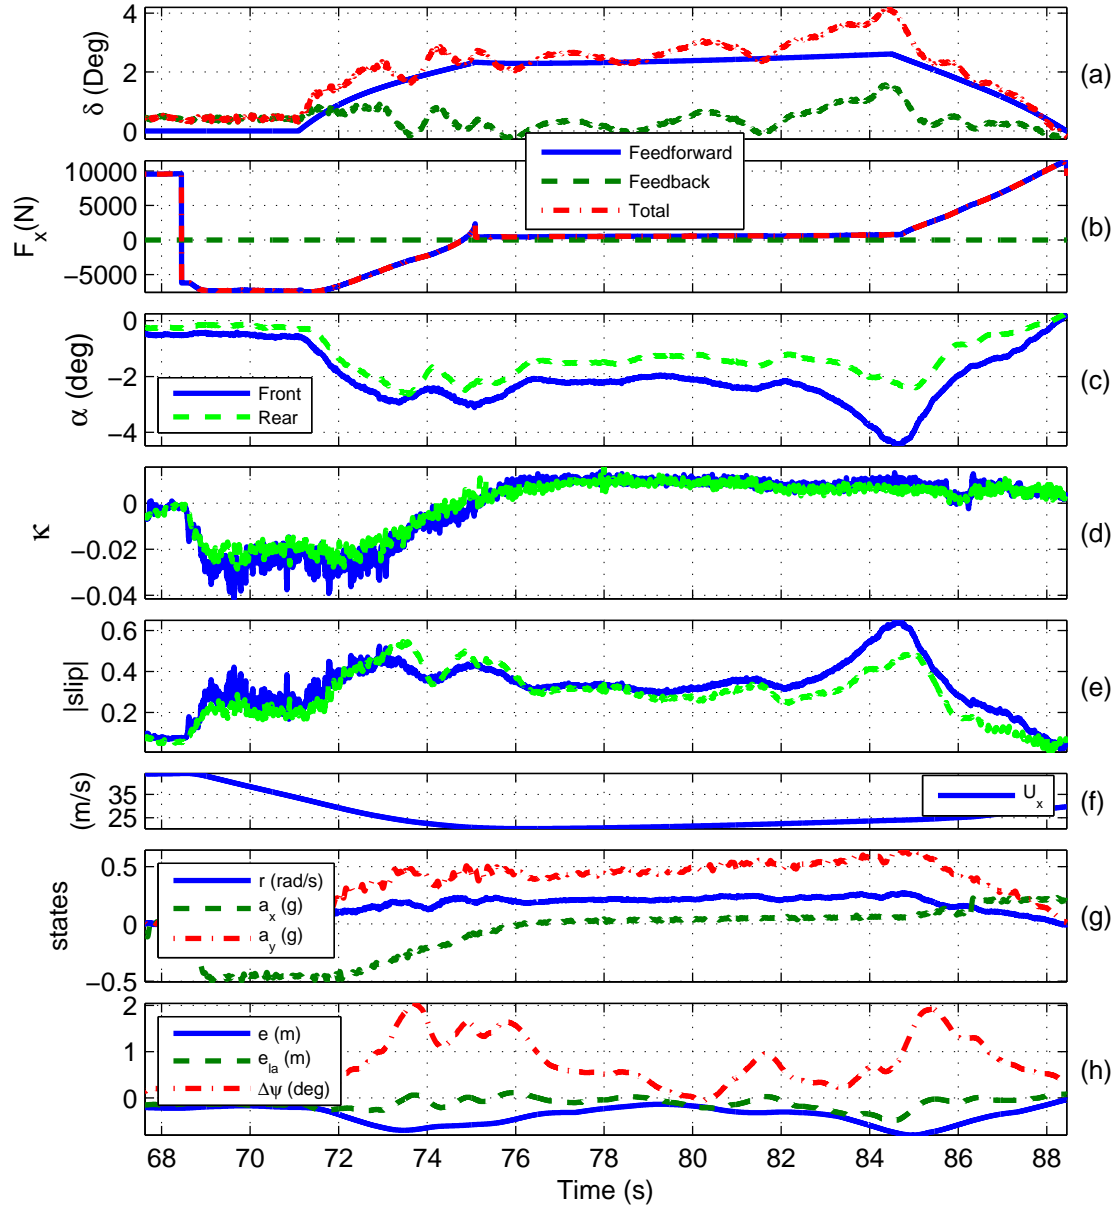 4
2
0
δ (Deg)
(a)
Feedforward
Feedback
Total
10000
5000
0
−5000
F_x(N)
(b)
0
−2
−4
α (deg)
Front
Rear
(c)
0
−0.02
−0.04
κ
(d)
0.6
0.4
0.2
|slip|
(e)
35
25
(m/s)
U_x
(f)
0.5
0
−0.5
states
r (rad/s)
a_x (g)
a_y (g)
(g)
2
1
0
e (m)
e_la (m)
Δψ (deg)
(h)
68 70 72 74 76 78 80 82 84 86 88
Time (s)